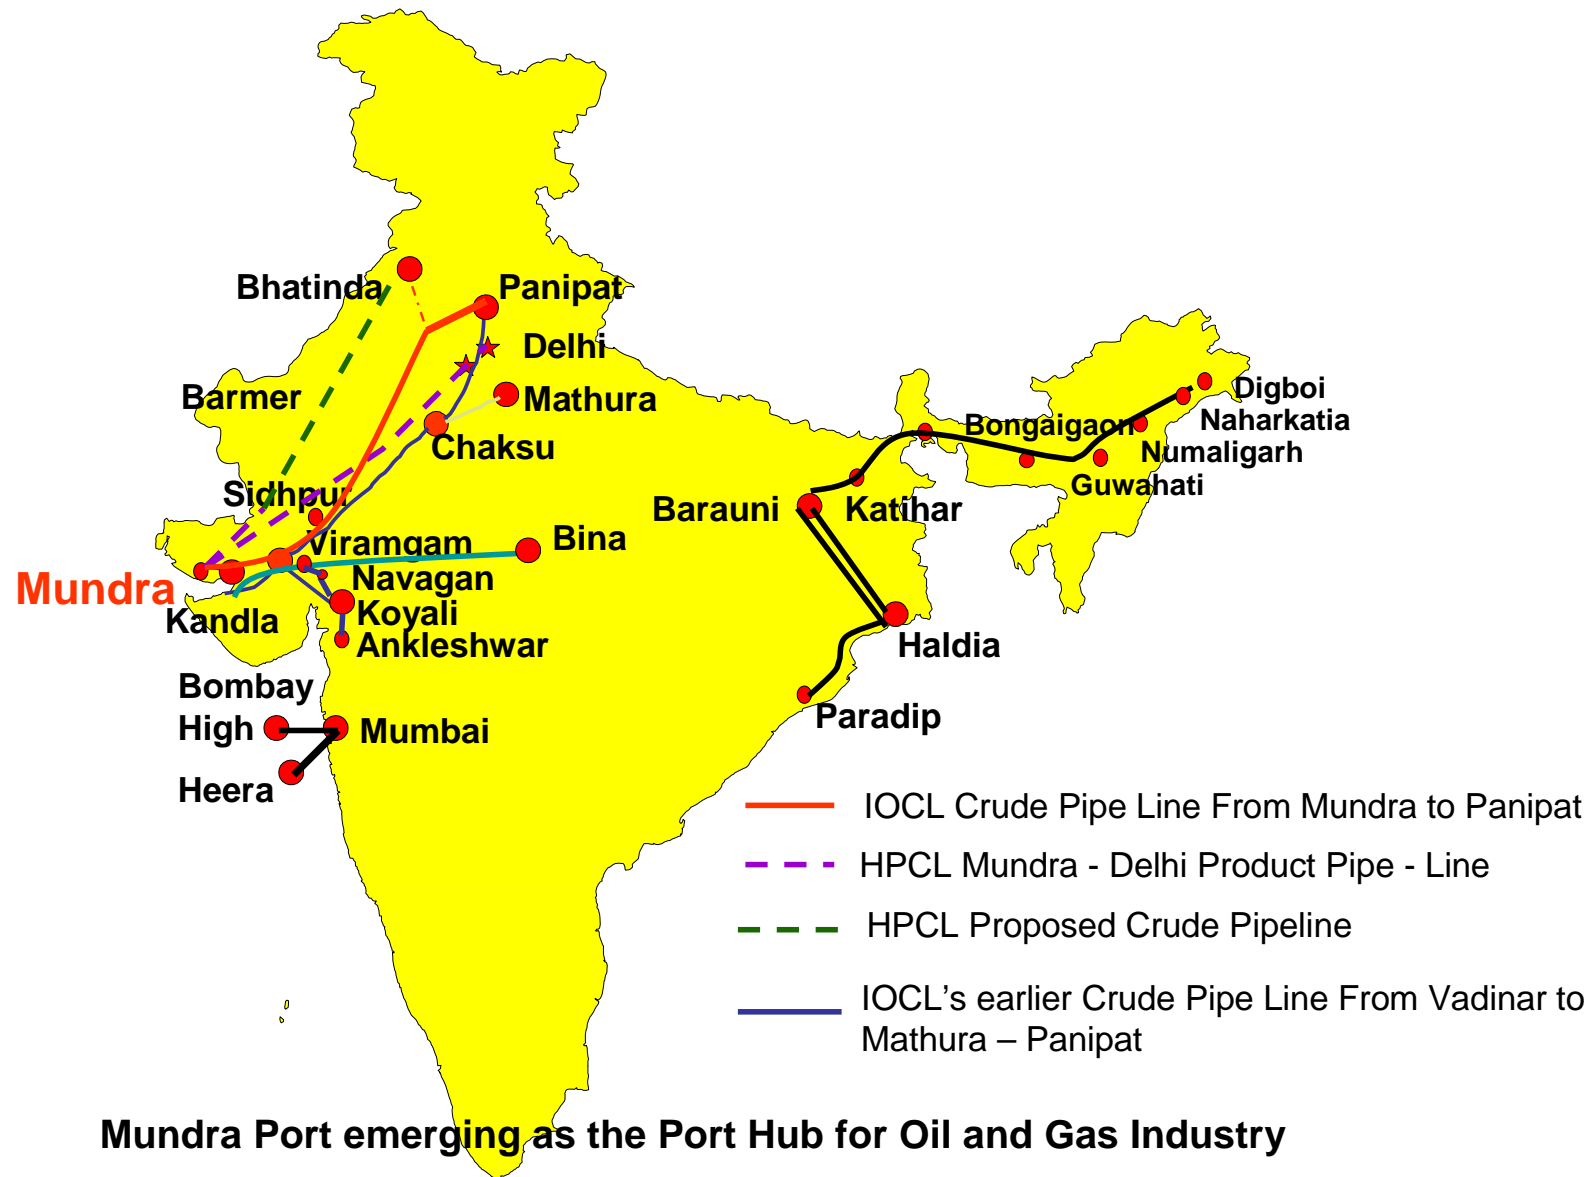 Bhatinda
Panipat
Delhi
Barmer
Mathura
Chaksu
Digboi
Naharkatia
Bongaigaon
Numaligarh
Guwahati
Sidhpur
Barauni
Katihar
Viramgam
Bina
Mundra
Navagan
Kandla
Koyali
Ankleshwar
Haldia
Bombay
High
Mumbai
Paradip
Heera
IOCL Crude Pipe Line From Mundra to Panipat
HPCL Mundra - Delhi Product Pipe - Line
HPCL Proposed Crude Pipeline
IOCL’s earlier Crude Pipe Line From Vadinar to
Mathura – Panipat
Mundra Port emerging as the Port Hub for Oil and Gas Industry